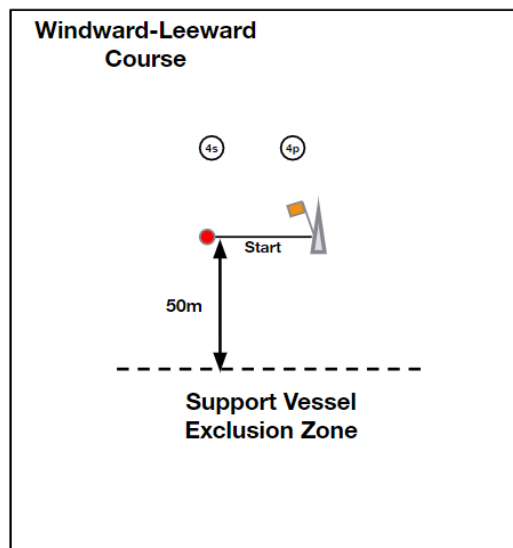 Windward-Leeward
Course
4s 4p
Start
50m
Support Vessel
Exclusion Zone